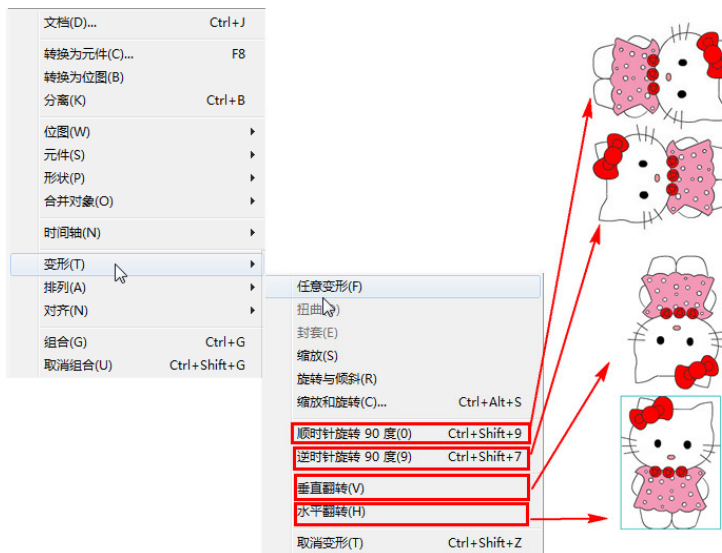 文档(D)... Ctrl+J
转换为元件(C)... F8
转换为位图(B)
分离(K) Ctrl+B
位图(W)
元件(S)
形状(P)
合并对象(O)
时间轴(N)
变形(T)
排列(A)
对齐(N)
组合(G) Ctrl+G
取消组合(U) Ctrl+Shift+G
任意变形(F)
扭曲
封套(E)
缩放(S)
旋转与倾斜(R)
缩放和旋转(C)... Ctrl+Alt+S
顺时针旋转 90 度(0) Ctrl+Shift+9
逆时针旋转 90 度(9) Ctrl+Shift+7
垂直翻转(V)
水平翻转(H)
取消变形(T) Ctrl+Shift+Z